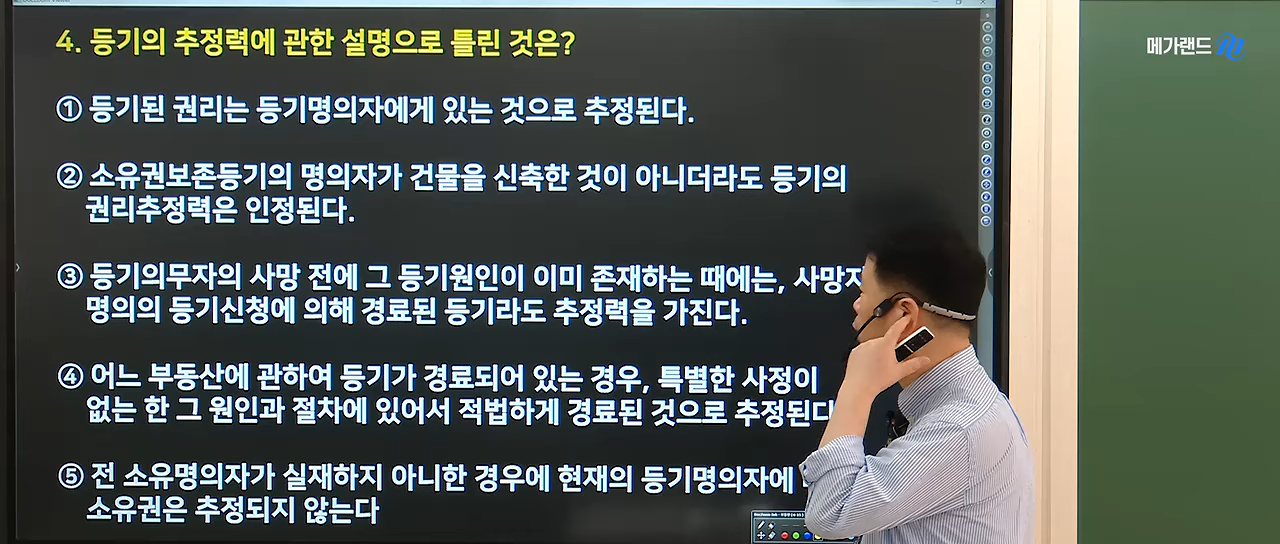 4. 등기의 추정력에 관한 설명으로 틀린 것은?
① 등기된 권리는 등기명의자에게 있는 것으로 추정된다.
② 소유권보존등기의 명의자가 건물을 신축한 것이 아니더라도 등기의
권리추정력은 인정된다.
③ 등기의무자의 사망 전에 그 등기원인이 이미 존재하는 때에는, 사망자
명의의 등기신청에 의해 경료된 등기라도 추정력을 가진다.
④ 어느 부동산에 관하여 등기가 경료되어 있는 경우, 특별한 사정이
없는 한 그 원인과 절차에 있어서 적법하게 경료된 것으로 추정된다
⑤ 전 소유명의자가 실재하지 아니한 경우에 현재의 등기명의자에
소유권은 추정되지 않는다
메가랜드